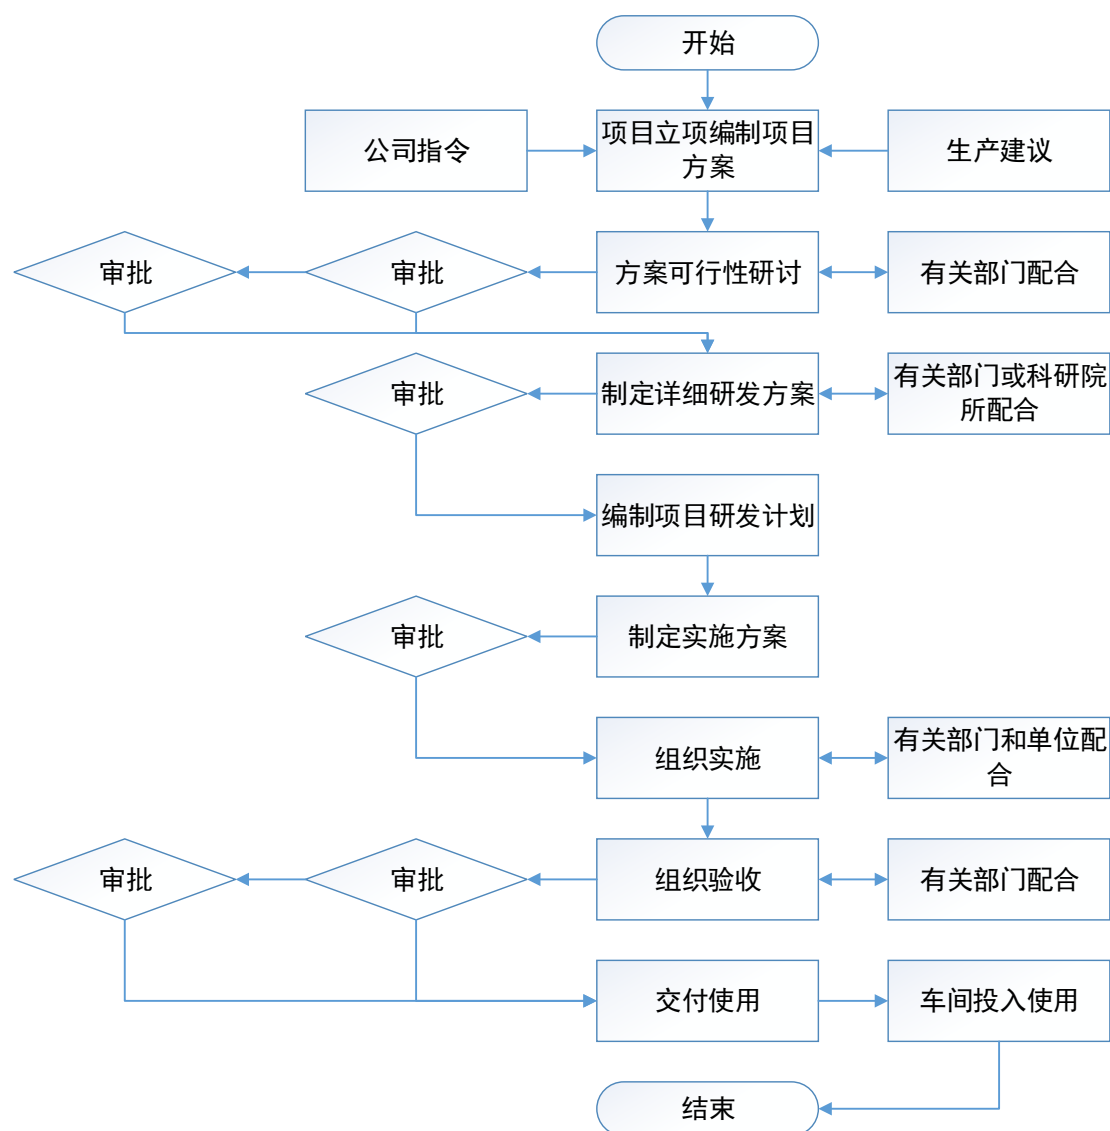 开始
公司指令
项目立项编制项目
方案
生产建议
审批
审批
方案可行性研讨
有关部门配合
审批
制定详细研发方案
有关部门或科研院
所配合
编制项目研发计划
审批
制定实施方案
组织实施
有关部门和单位配
合
审批
审批
组织验收
有关部门配合
交付使用
车间投入使用
结束